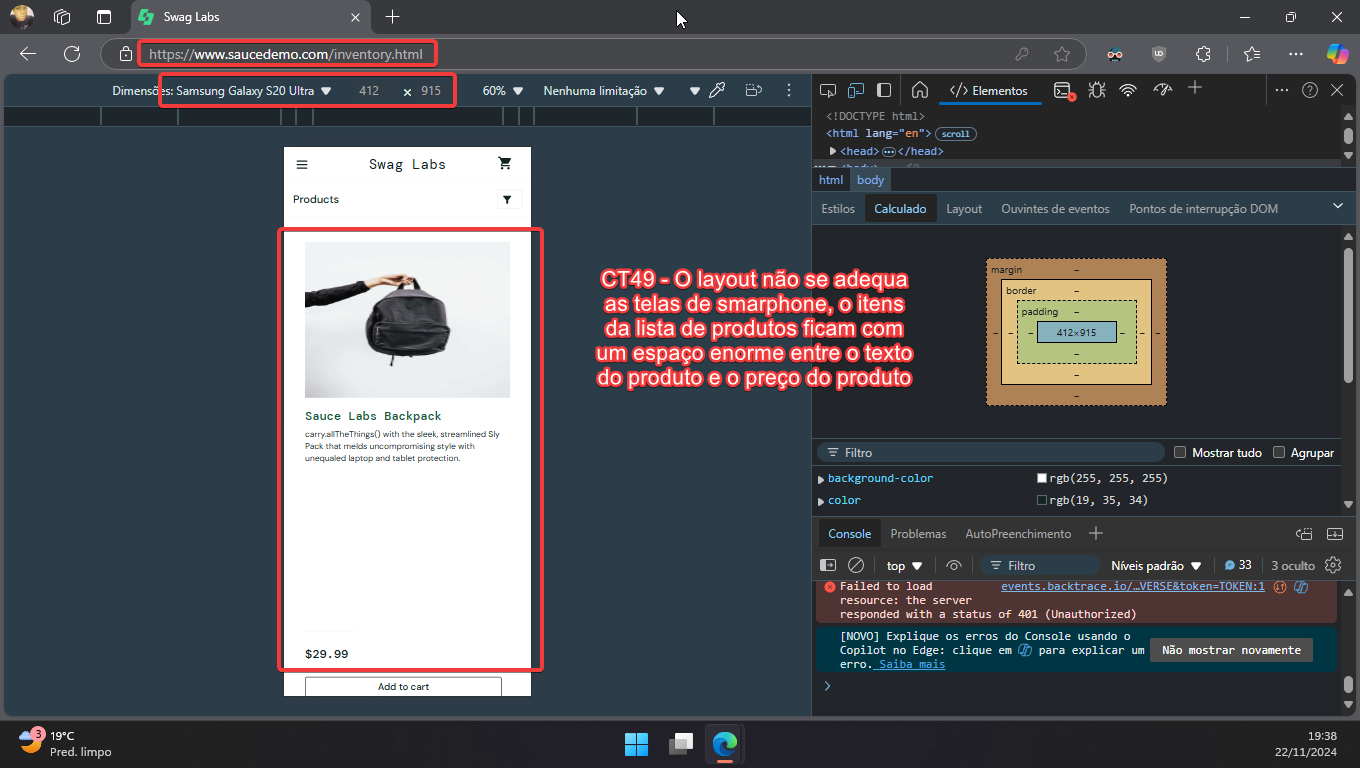 Swag Labs
https://www.saucedemo.com/inventory.html
Dimensões: Samsung Galaxy S20 Ultra 412 × 915 60% Nenhuma limitação
Elementos
<!DOCTYPE html>
<html lang="en"> scroll
<head> </head>
html body
Estilos Calculado Layout Ouvintes de eventos Pontos de interrupção DOM
margin –
border –
padding –
– – – 412×915 – – –
–
–
–
Filtro Mostrar tudo Agrupar
background-color rgb(255, 255, 255)
color rgb(19, 35, 34)
Console Problemas AutoPreenchimento
top Filtro Níveis padrão 33 3 oculto
Failed to load events.backtrace.io/…VERSE&token=TOKEN:1
resource: the server
responded with a status of 401 (Unauthorized)
[NOVO] Explique os erros do Console usando o
Copilot no Edge: clique em para explicar um
erro. Saiba mais
Não mostrar novamente
Swag Labs
Products
Sauce Labs Backpack
carry.allTheThings() with the sleek, streamlined Sly
Pack that melds uncompromising style with
unequaled laptop and tablet protection.
$29.99
Add to cart
CT49 - O layout não se adequa
as telas de smarphone, o itens
da lista de produtos ficam com
um espaço enorme entre o texto
do produto e o preço do produto
3
19°C
Pred. limpo
19:38
22/11/2024